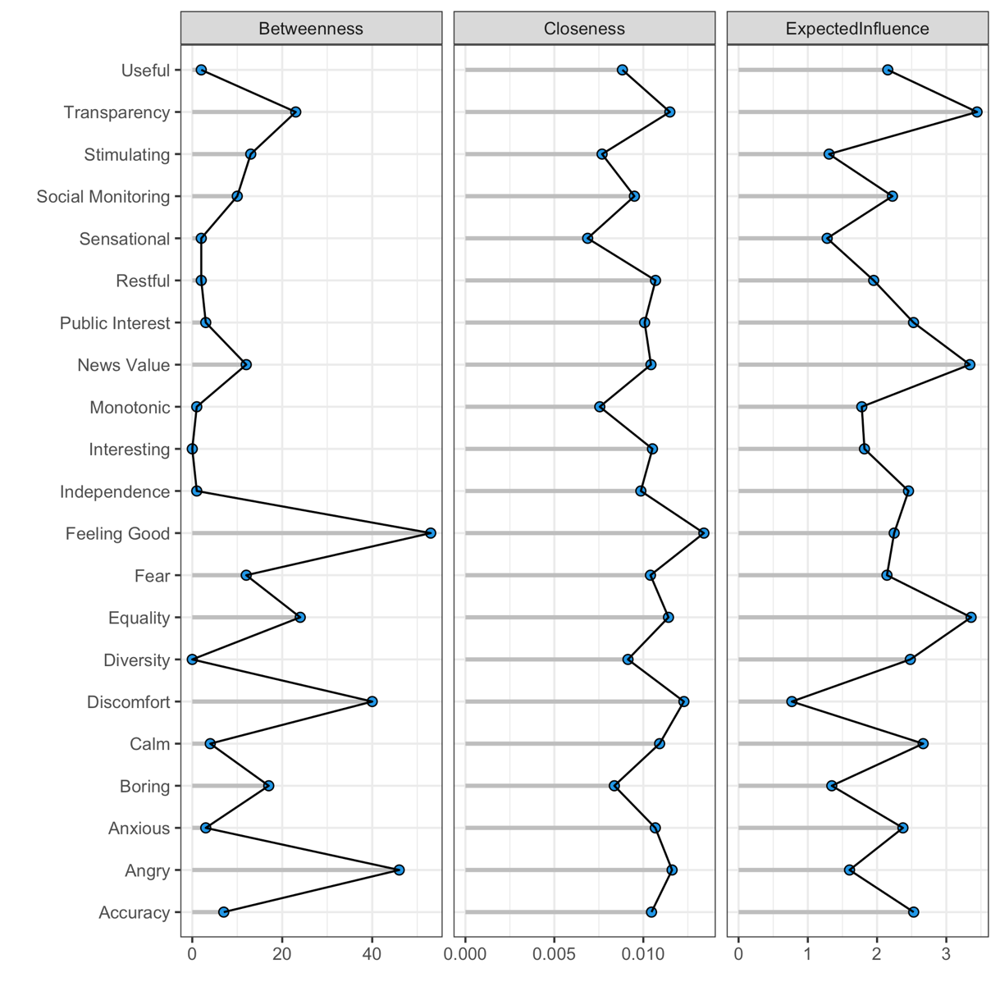 Betweenness Closeness ExpectedInfluence
Useful
Transparency
Stimulating
Social Monitoring
Sensational
Restful
Public Interest
News Value
Monotonic
Interesting
Independence
Feeling Good
Fear
Equality
Diversity
Discomfort
Calm
Boring
Anxious
Angry
Accuracy
0 20 40 0.000 0.005 0.010 0 1 2 3